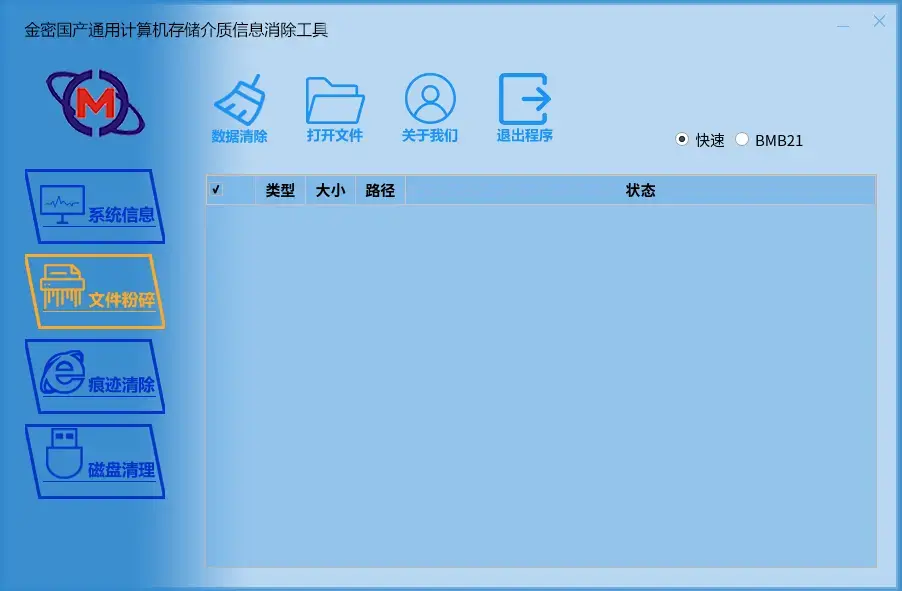 金密国产通用计算机存储介质信息消除工具
M
数据清除 打开文件 关于我们 退出程序
快速 BMB21
类型 大小 路径 状态
系统信息
文件粉碎
痕迹清除
磁盘清理